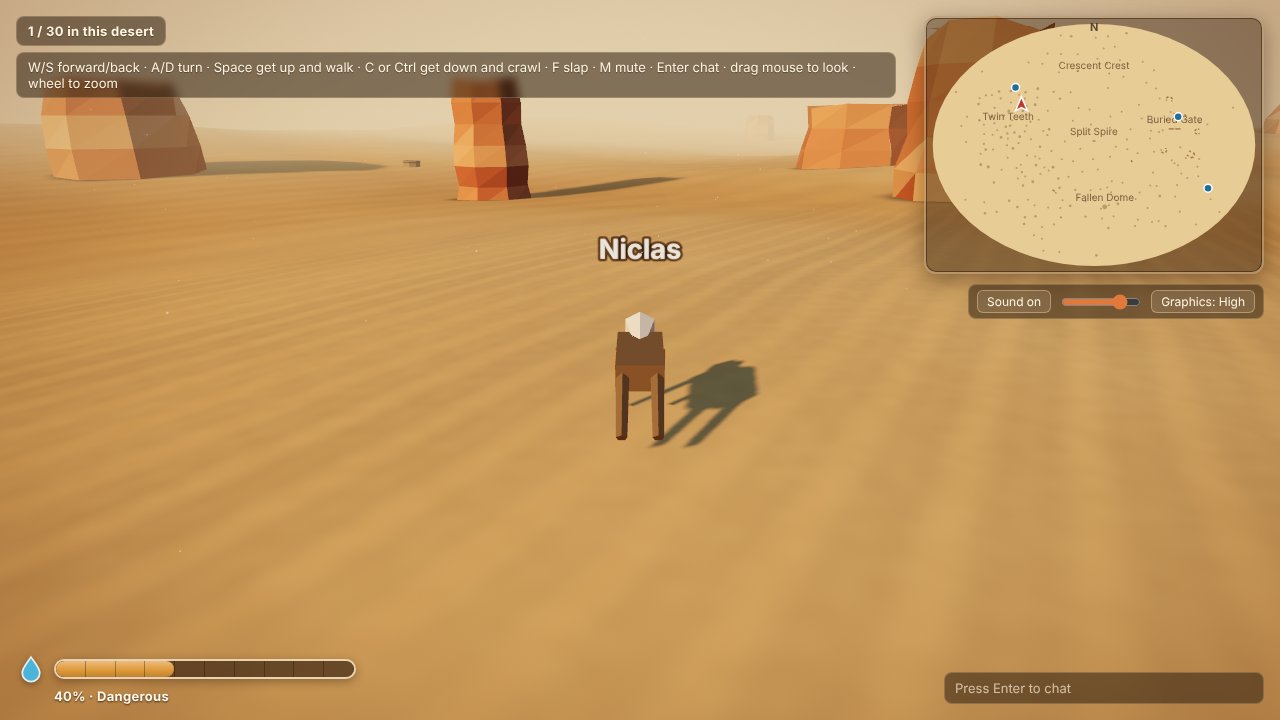 1 / 30 in this desert
W/S forward/back · A/D turn · Space get up and walk · C or Ctrl get down and crawl · F slap · M mute · Enter chat · drag mouse to look ·
wheel to zoom
N
Crescent Crest
Twin Teeth
Buried Gate
Split Spire
Fallen Dome
Sound on
Graphics: High
Niclas
40% · Dangerous
Press Enter to chat